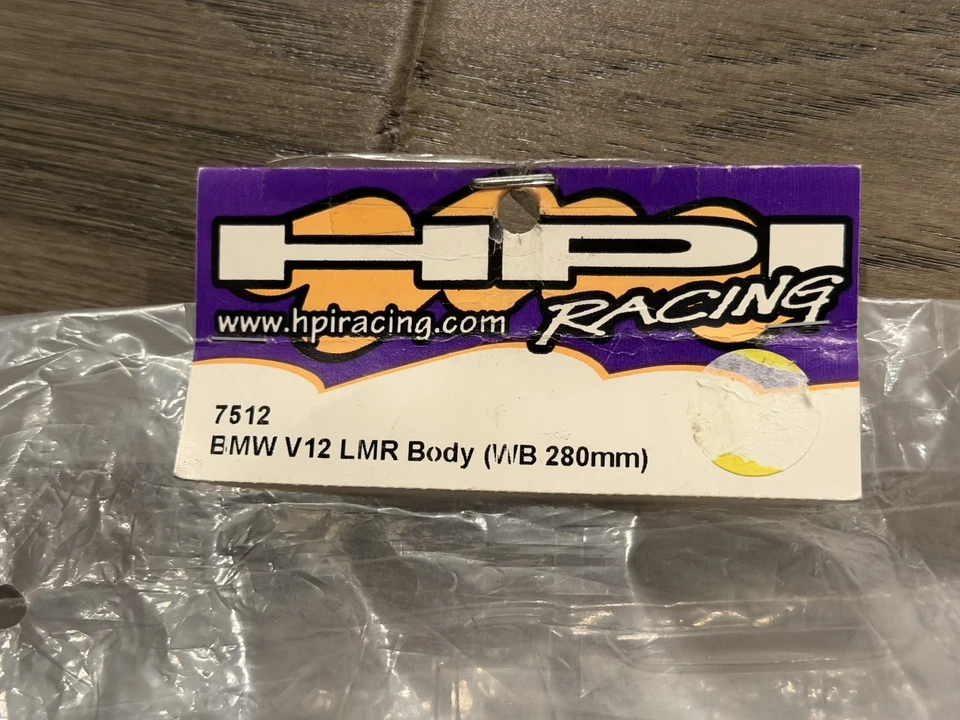 HPI
RACING
www.hpiracing.com
7512
BMW V12 LMR Body (WB 280mm)